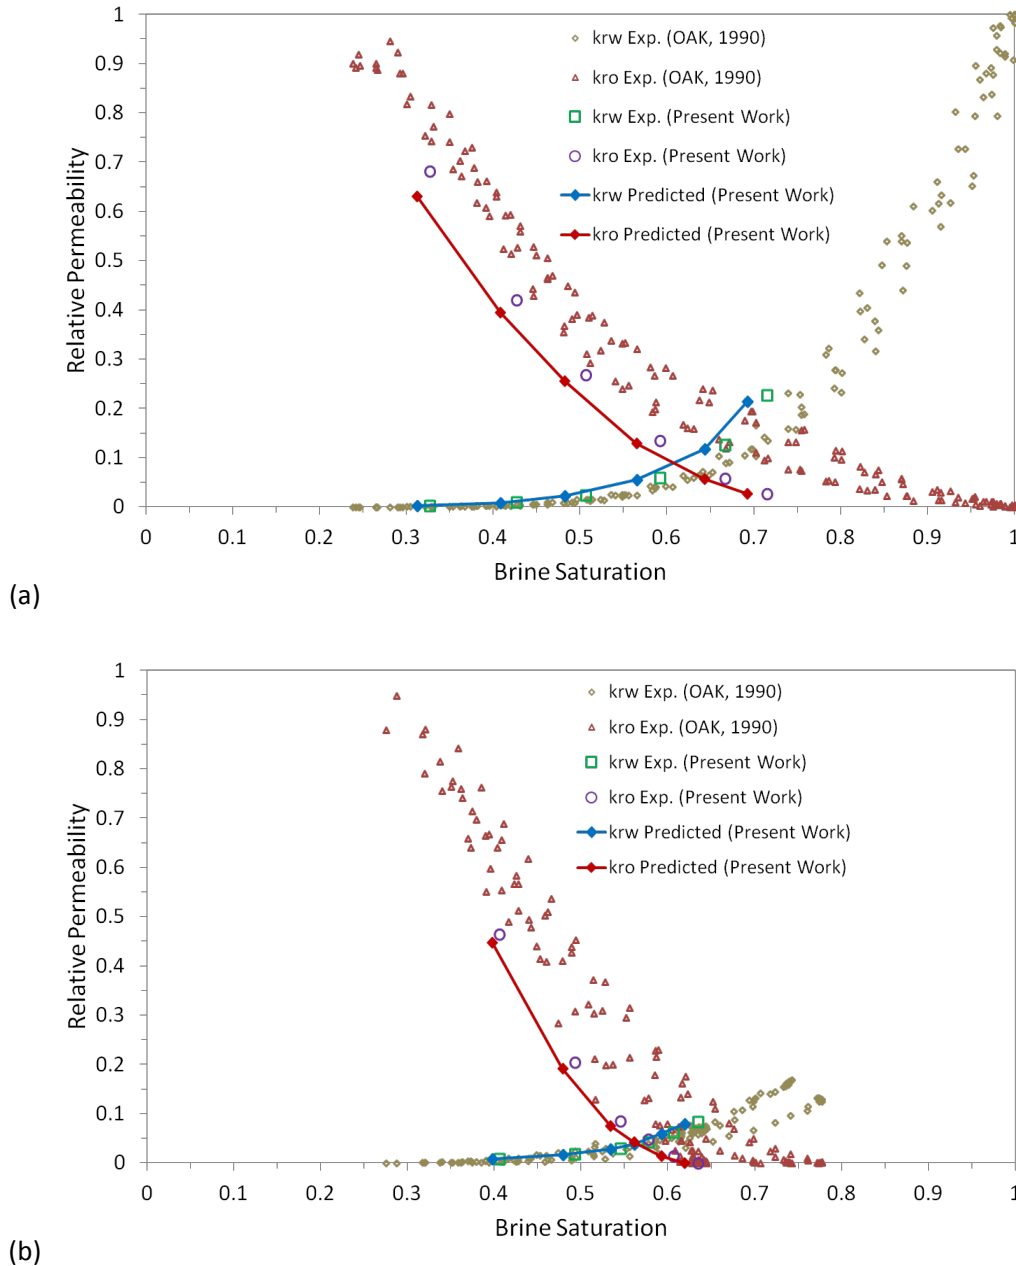 1
0.9
0.8
0.7
0.6
0.5
0.4
0.3
0.2
0.1
0
Relative Permeability
krw Exp. (OAK, 1990)
kro Exp. (OAK, 1990)
krw Exp. (Present Work)
kro Exp. (Present Work)
krw Predicted (Present Work)
kro Predicted (Present Work)
0 0.1 0.2 0.3 0.4 0.5 0.6 0.7 0.8 0.9 1
Brine Saturation
(a)
1
0.9
0.8
0.7
0.6
0.5
0.4
0.3
0.2
0.1
0
Relative Permeability
krw Exp. (OAK, 1990)
kro Exp. (OAK, 1990)
krw Exp. (Present Work)
kro Exp. (Present Work)
krw Predicted (Present Work)
kro Predicted (Present Work)
0 0.1 0.2 0.3 0.4 0.5 0.6 0.7 0.8 0.9 1
Brine Saturation
(b)